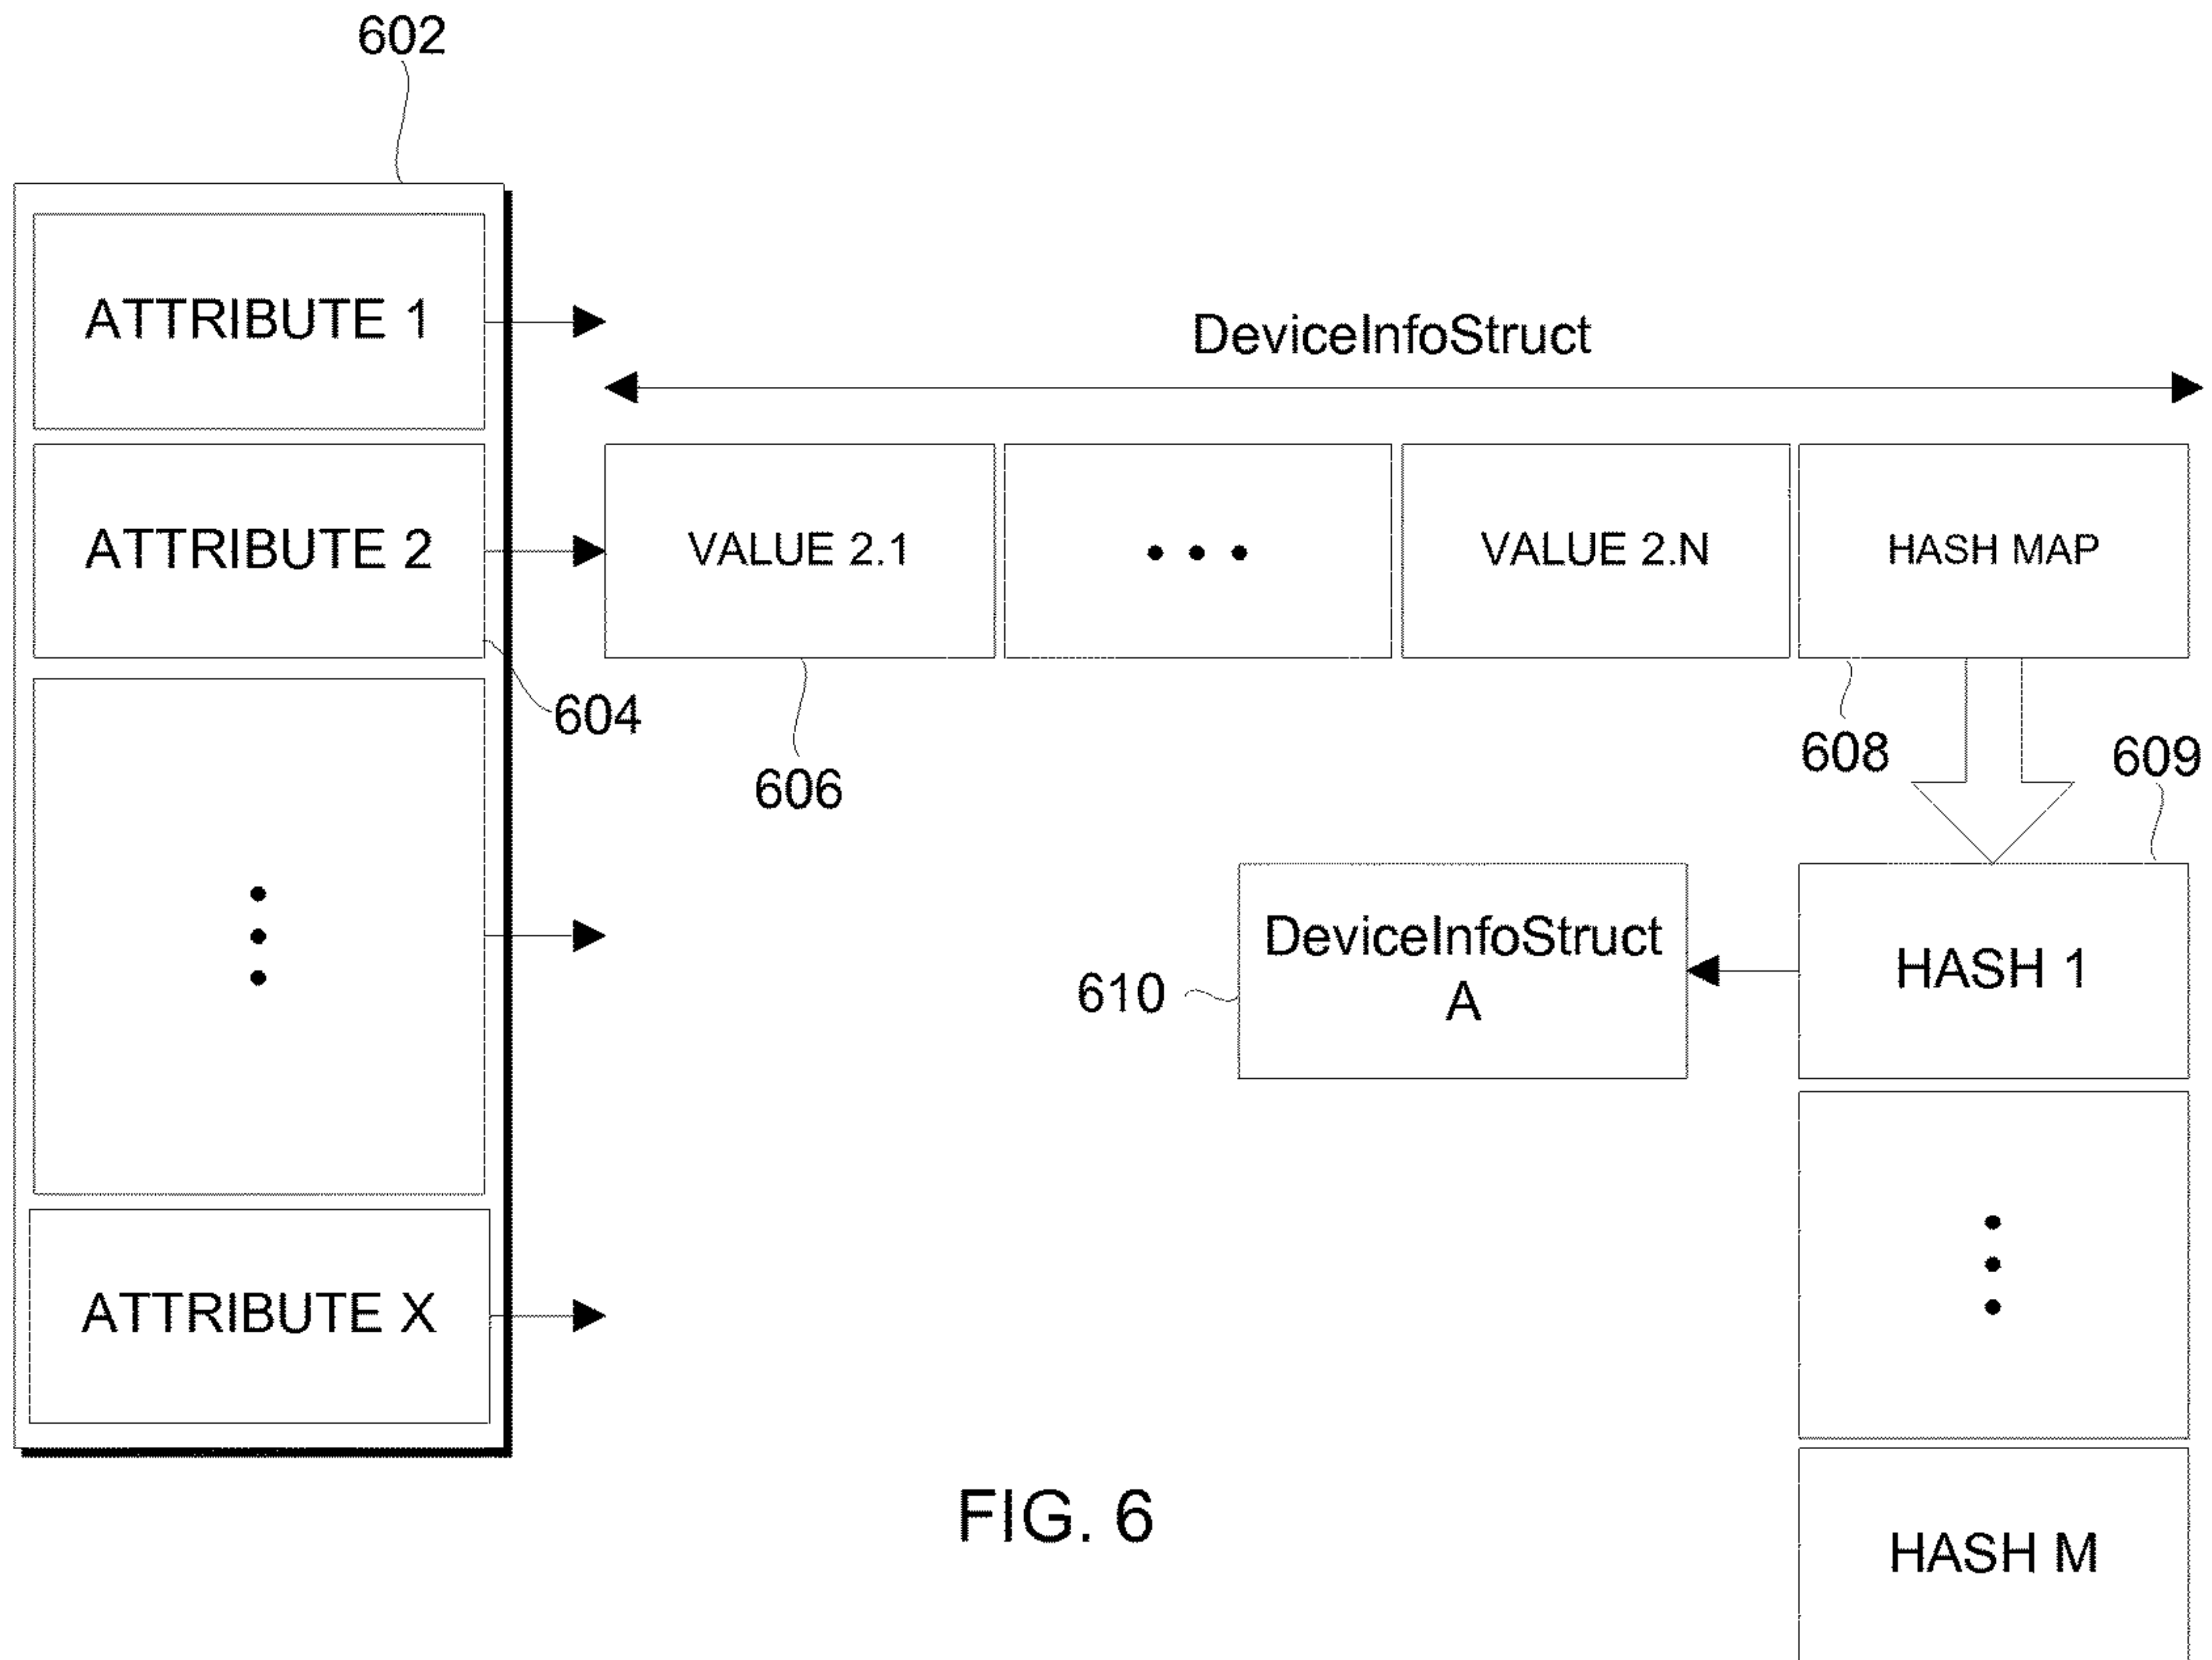 602
ATTRIBUTE 1
DeviceInfoStruct
ATTRIBUTE 2
VALUE 2.1
• • •
VALUE 2.N
HASH MAP
604
606
608
609
DeviceInfoStruct
A
610
HASH 1
ATTRIBUTE X
FIG. 6
HASH M